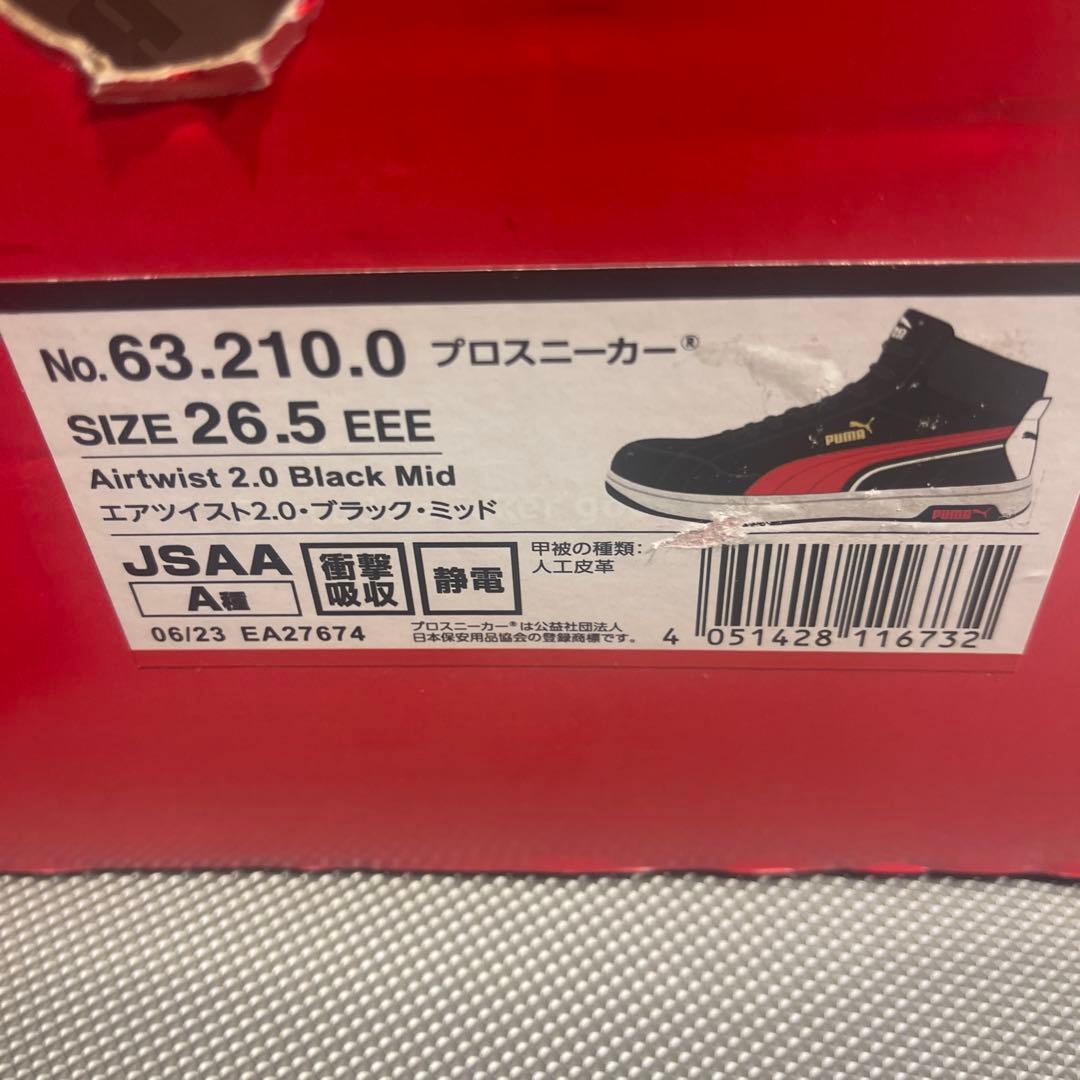 No.63.210.0 プロスニーカー®
SIZE 26.5 EEE
Airtwist 2.0 Black Mid
エアツイスト2.0・ブラック・ミッド
PUMA
PUMA
JSAA
A種
衝撃
吸収
静電
甲被の種類:
人工皮革
06/23 EA27674
プロスニーカー®は公益社団法人
日本保安用品協会の登録商標です。
4 051428 116732